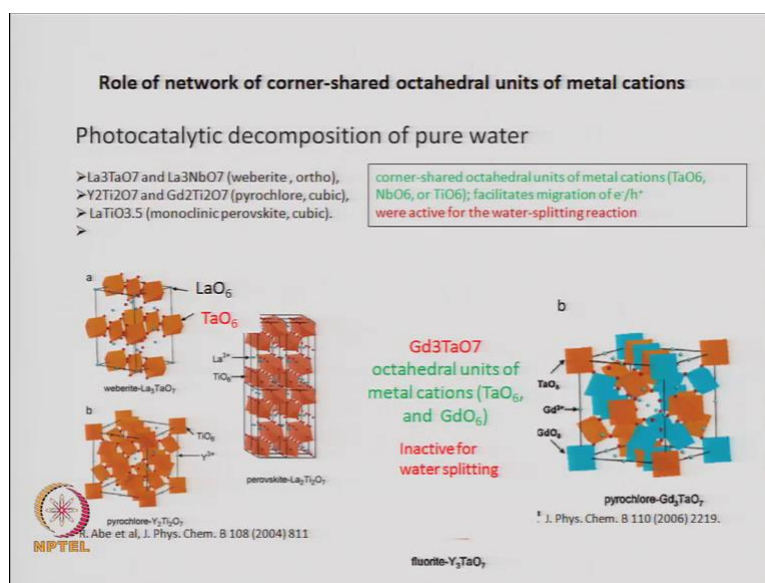 Role of network of corner-shared octahedral units of metal cations
Photocatalytic decomposition of pure water
➢La3TaO7 and La3NbO7 (weberite , ortho),
➢Y2Ti2O7 and Gd2Ti2O7 (pyrochlore, cubic),
➢ LaTiO3.5 (monoclinic perovskite, cubic).
➢
corner-shared octahedral units of metal cations (TaO6,
NbO6, or TiO6); facilitates migration of e⁻/h⁺
were active for the water-splitting reaction
a
LaO₆
TaO₆
weberite-La₃TaO₇
b
TiO₆
Y³⁺
pyrochlore-Y₂Ti₂O₇
La³⁺
TiO₆
perovskite-La₂Ti₂O₇
R. Abe et al, J. Phys. Chem. B 108 (2004) 811
NPTEL
Gd3TaO7
octahedral units of
metal cations (TaO₆,
and GdO₆)
Inactive for
water splitting
b
TaO₆
Gd³⁺
GdO₆
pyrochlore-Gd₃TaO₇
J. Phys. Chem. B 110 (2006) 2219.
fluorite-Y₃TaO₇